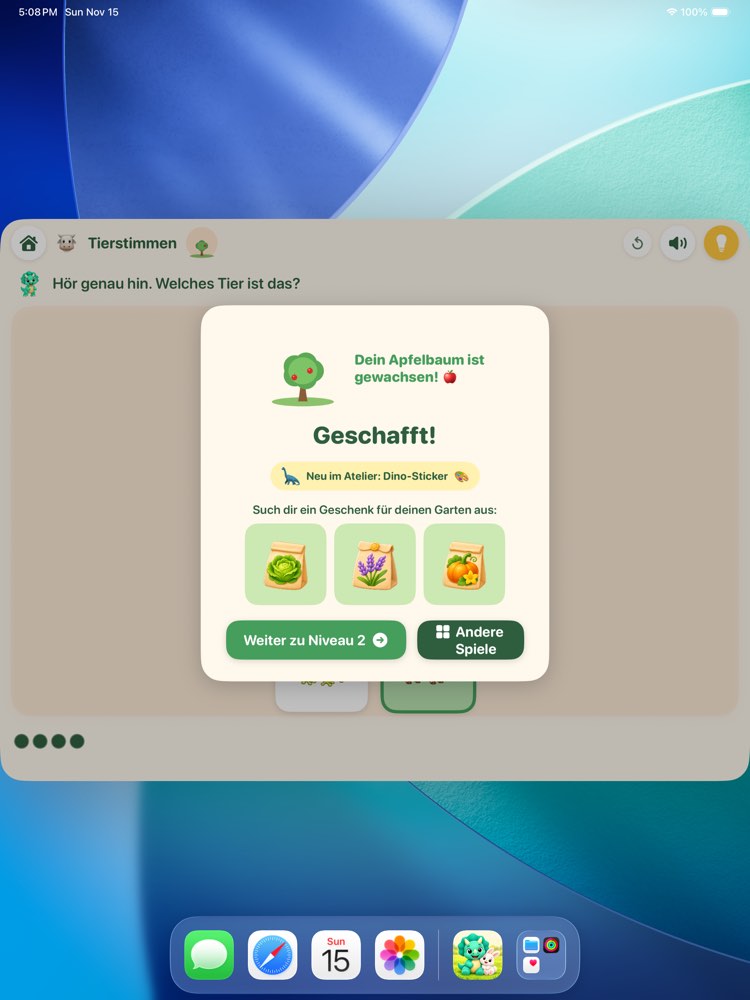 5:08 PM Sun Nov 15
100%
Tierstimmen
Hör genau hin. Welches Tier ist das?
Dein Apfelbaum ist
gewachsen! 🍎
Geschafft!
Neu im Atelier: Dino-Sticker
Such dir ein Geschenk für deinen Garten aus:
Weiter zu Niveau 2
Andere
Spiele
Sun
15